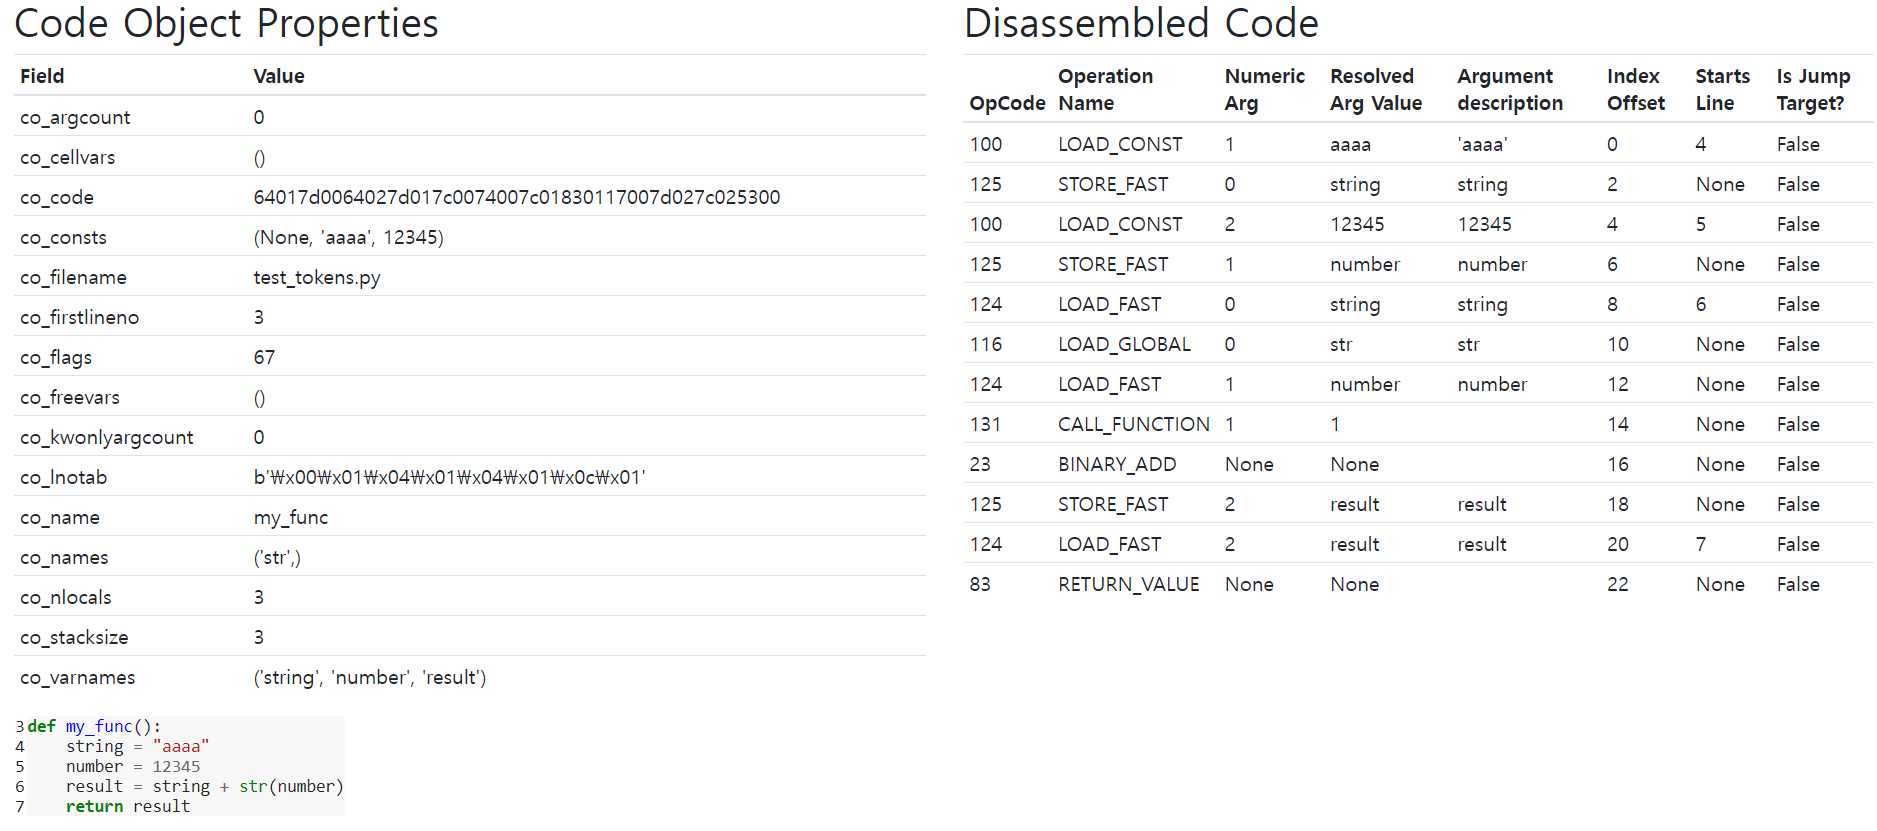 Code Object Properties
Field Value
co_argcount 0
co_cellvars ()
co_code 64017d0064027d017c0074007c01830117007d027c025300
co_consts (None, 'aaaa', 12345)
co_filename test_tokens.py
co_firstlineno 3
co_flags 67
co_freevars ()
co_kwonlyargcount 0
co_lnotab b'₩x00₩x01₩x04₩x01₩x04₩x01₩x0c₩x01'
co_name my_func
co_names ('str',)
co_nlocals 3
co_stacksize 3
co_varnames ('string', 'number', 'result')
3 def my_func():
4     string = "aaaa"
5     number = 12345
6     result = string + str(number)
7     return result
Disassembled Code
OpCode Operation Name Numeric Arg Resolved Arg Value Argument description Index Offset Starts Line Is Jump Target?
100 LOAD_CONST 1 aaaa 'aaaa' 0 4 False
125 STORE_FAST 0 string string 2 None False
100 LOAD_CONST 2 12345 12345 4 5 False
125 STORE_FAST 1 number number 6 None False
124 LOAD_FAST 0 string string 8 6 False
116 LOAD_GLOBAL 0 str str 10 None False
124 LOAD_FAST 1 number number 12 None False
131 CALL_FUNCTION 1 1 14 None False
23 BINARY_ADD None None 16 None False
125 STORE_FAST 2 result result 18 None False
124 LOAD_FAST 2 result result 20 7 False
83 RETURN_VALUE None None 22 None False